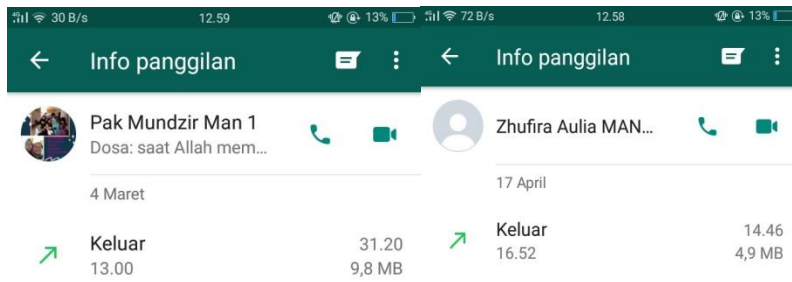 30 B/s 12.59 13%
Info panggilan
Pak Mundzir Man 1
Dosa: saat Allah mem...
4 Maret
Keluar 31.20
13.00 9,8 MB
72 B/s 12.58 13%
Info panggilan
Zhufira Aulia MAN...
17 April
Keluar 14.46
16.52 4,9 MB